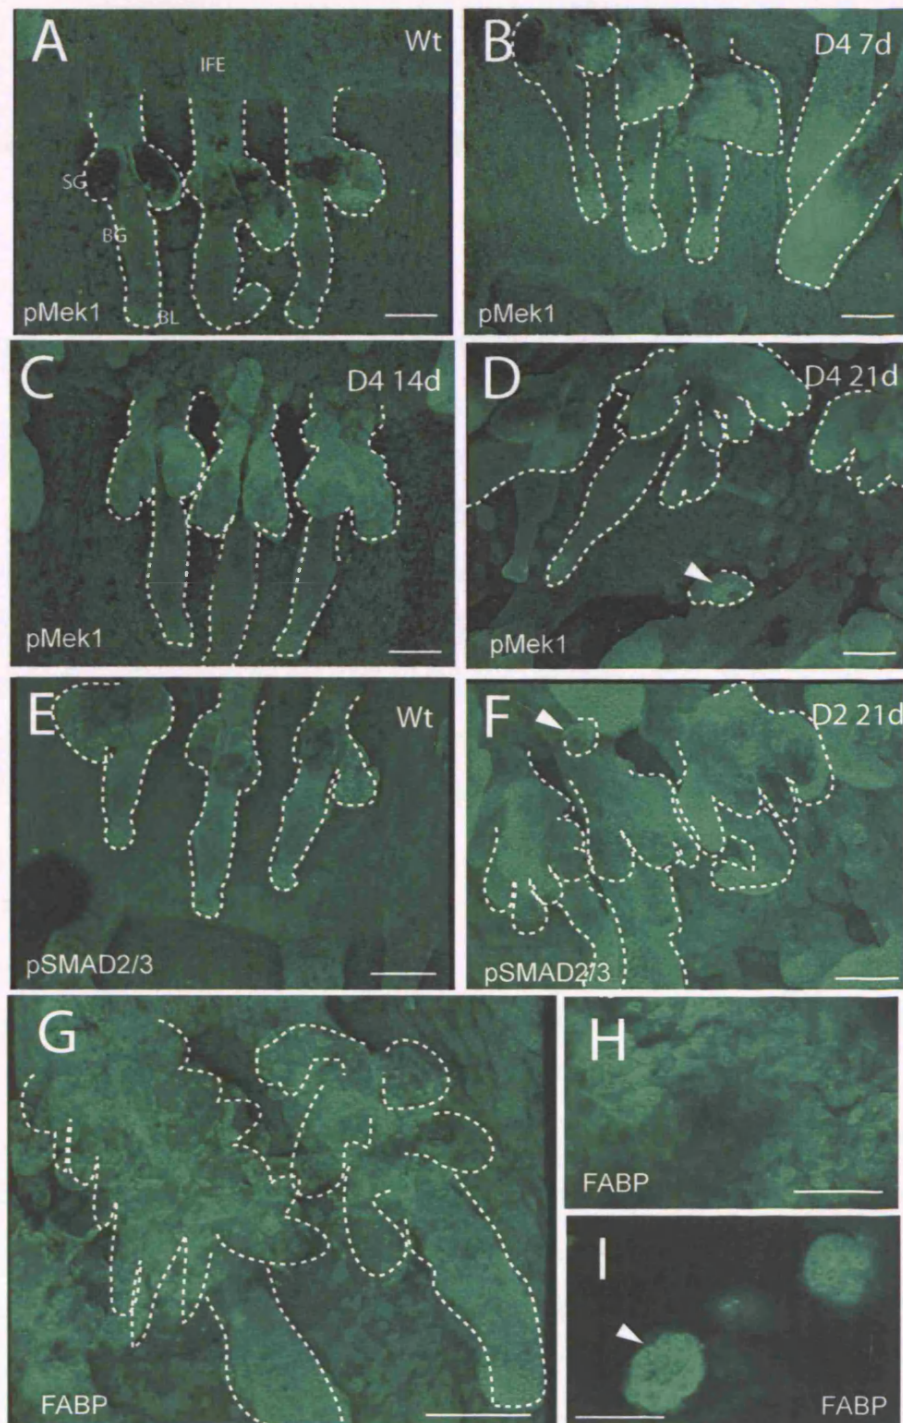 A Wt
IFE
SG
BG
BL
pMek1
B D4 7d
pMek1
C D4 14d
pMek1
D D4 21d
pMek1
E Wt
pSMAD2/3
F D2 21d
pSMAD2/3
G
FABP
H
FABP
I
FABP